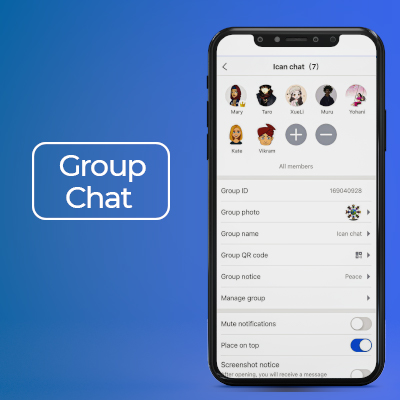 Group
Chat
Ican chat (7)
Mary Taro XueLi Muru Yohani
Kate Vikram
All members
Group ID 169040928
Group photo
Group name Ican chat
Group QR code
Group notice Peace
Manage group
Mute notifications
Place on top
Screenshot notice
fter opening, you will receive a message